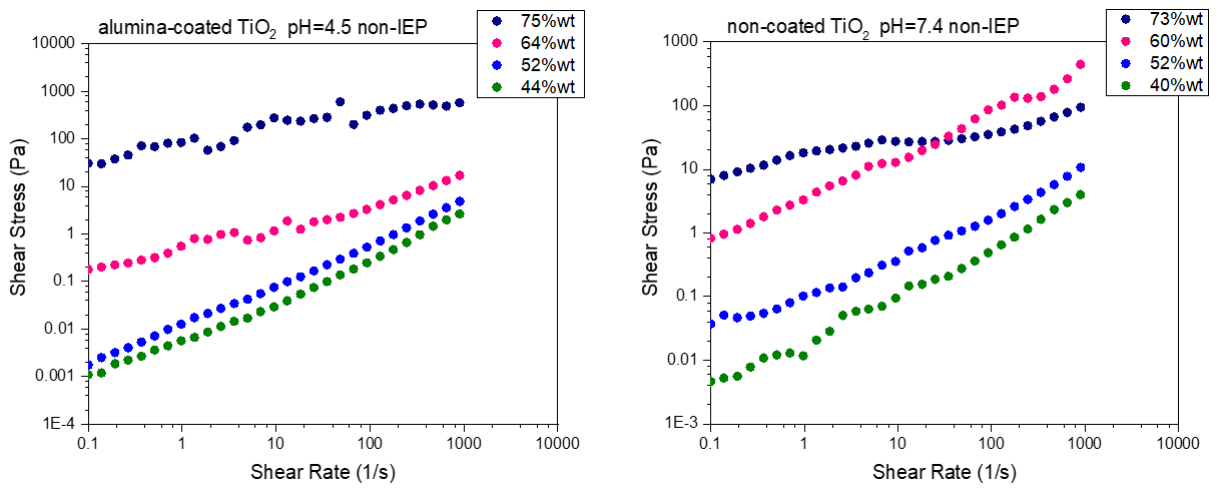 alumina-coated TiO₂ pH=4.5 non-IEP
75%wt
64%wt
52%wt
44%wt
10000
1000
100
10
1
0.1
0.01
0.001
1E-4
Shear Stress (Pa)
0.1
1
10
100
1000
10000
Shear Rate (1/s)
non-coated TiO₂ pH=7.4 non-IEP
73%wt
60%wt
52%wt
40%wt
1000
100
10
1
0.1
0.01
1E-3
Shear Stress (Pa)
0.1
1
10
100
1000
10000
Shear Rate (1/s)